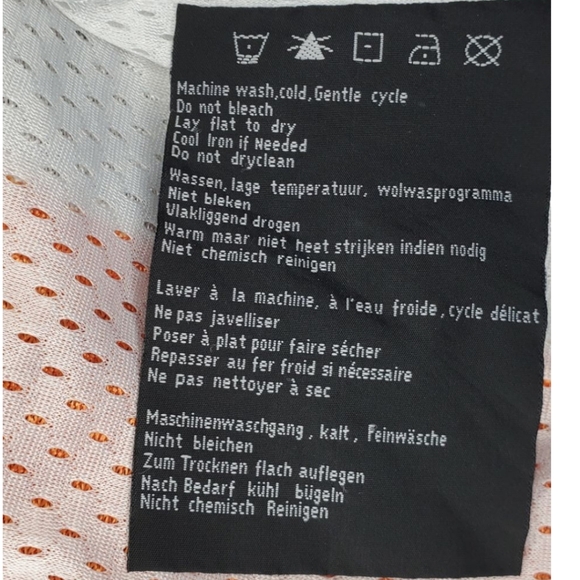 Machine wash,cold,Gentle cycle
Do not bleach
Lay flat to dry
Cool Iron if Needed
Do not dryclean
Wassen, lage temperatuur, wolwasprogramma
Niet bleken
Vlakliggend drogen
Warm maar niet heet strijken indien nodig
Niet chemisch reinigen
Laver à la machine, à l'eau froide, cycle délicat
Ne pas javelliser
Poser à plat pour faire sécher
Repasser au fer froid si nécessaire
Ne pas nettoyer à sec
Maschinenwaschgang, kalt, Feinwäsche
Nicht bleichen
Zum Trocknen flach auflegen
Nach Bedarf kühl bügeln
Nicht chemisch Reinigen